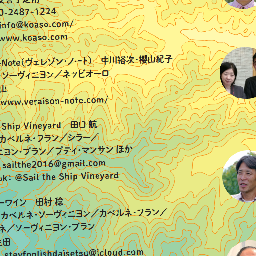 0-2487-1224
info@koaso.com/
www.koaso.com
Note(ヴェレゾン・ノート) 中川裕次・櫻山紀子
ソーヴィニヨン／ネッビオーロ
山
www.veraison-note.com/
Ship Vineyard 田口 航
カベルネ・フラン／シラー／
ニヨン・ブラン／プティ・マンサン ほか
sailthe2016@gmail.com
ok: @Sail the Ship Vineyard
ーワイン 田村 稔
カベルネ・ソーヴィニヨン／カベルネ・フラン／
ネ／ソーヴィニヨン・ブラン
生田
stayfoolishdaisetsu@icloud.com